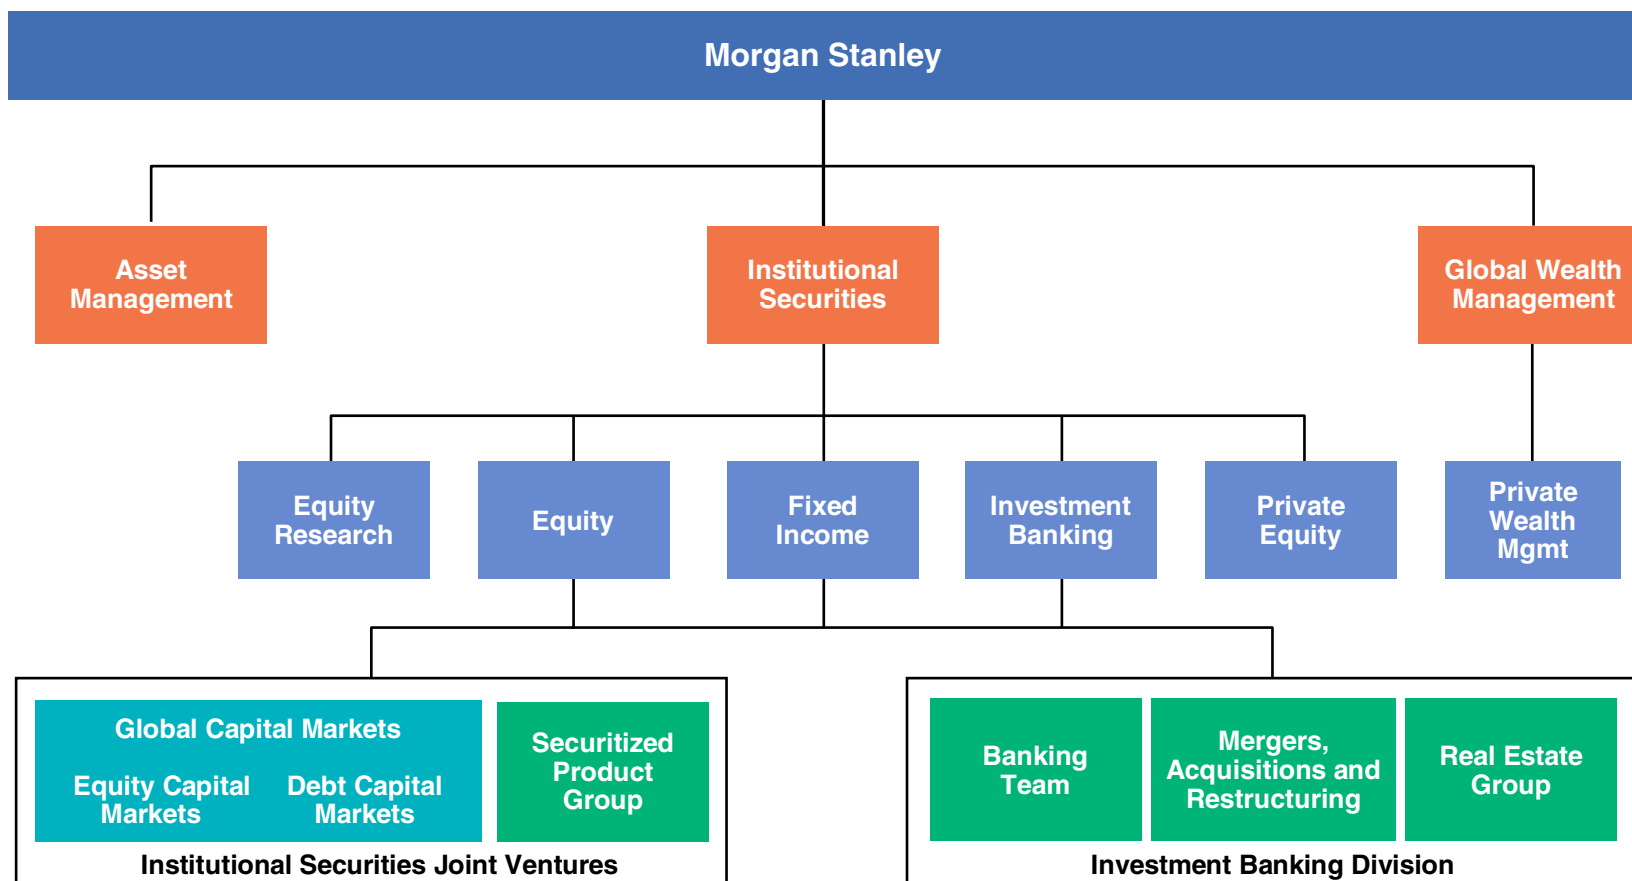 Morgan Stanley
Asset
Management
Institutional
Securities
Global Wealth
Management
Equity
Research
Equity
Fixed
Income
Investment
Banking
Private
Equity
Private
Wealth
Mgmt
Global Capital Markets
Equity Capital
Markets
Debt Capital
Markets
Securitized
Product
Group
Institutional Securities Joint Ventures
Banking
Team
Mergers,
Acquisitions and
Restructuring
Real Estate
Group
Investment Banking Division